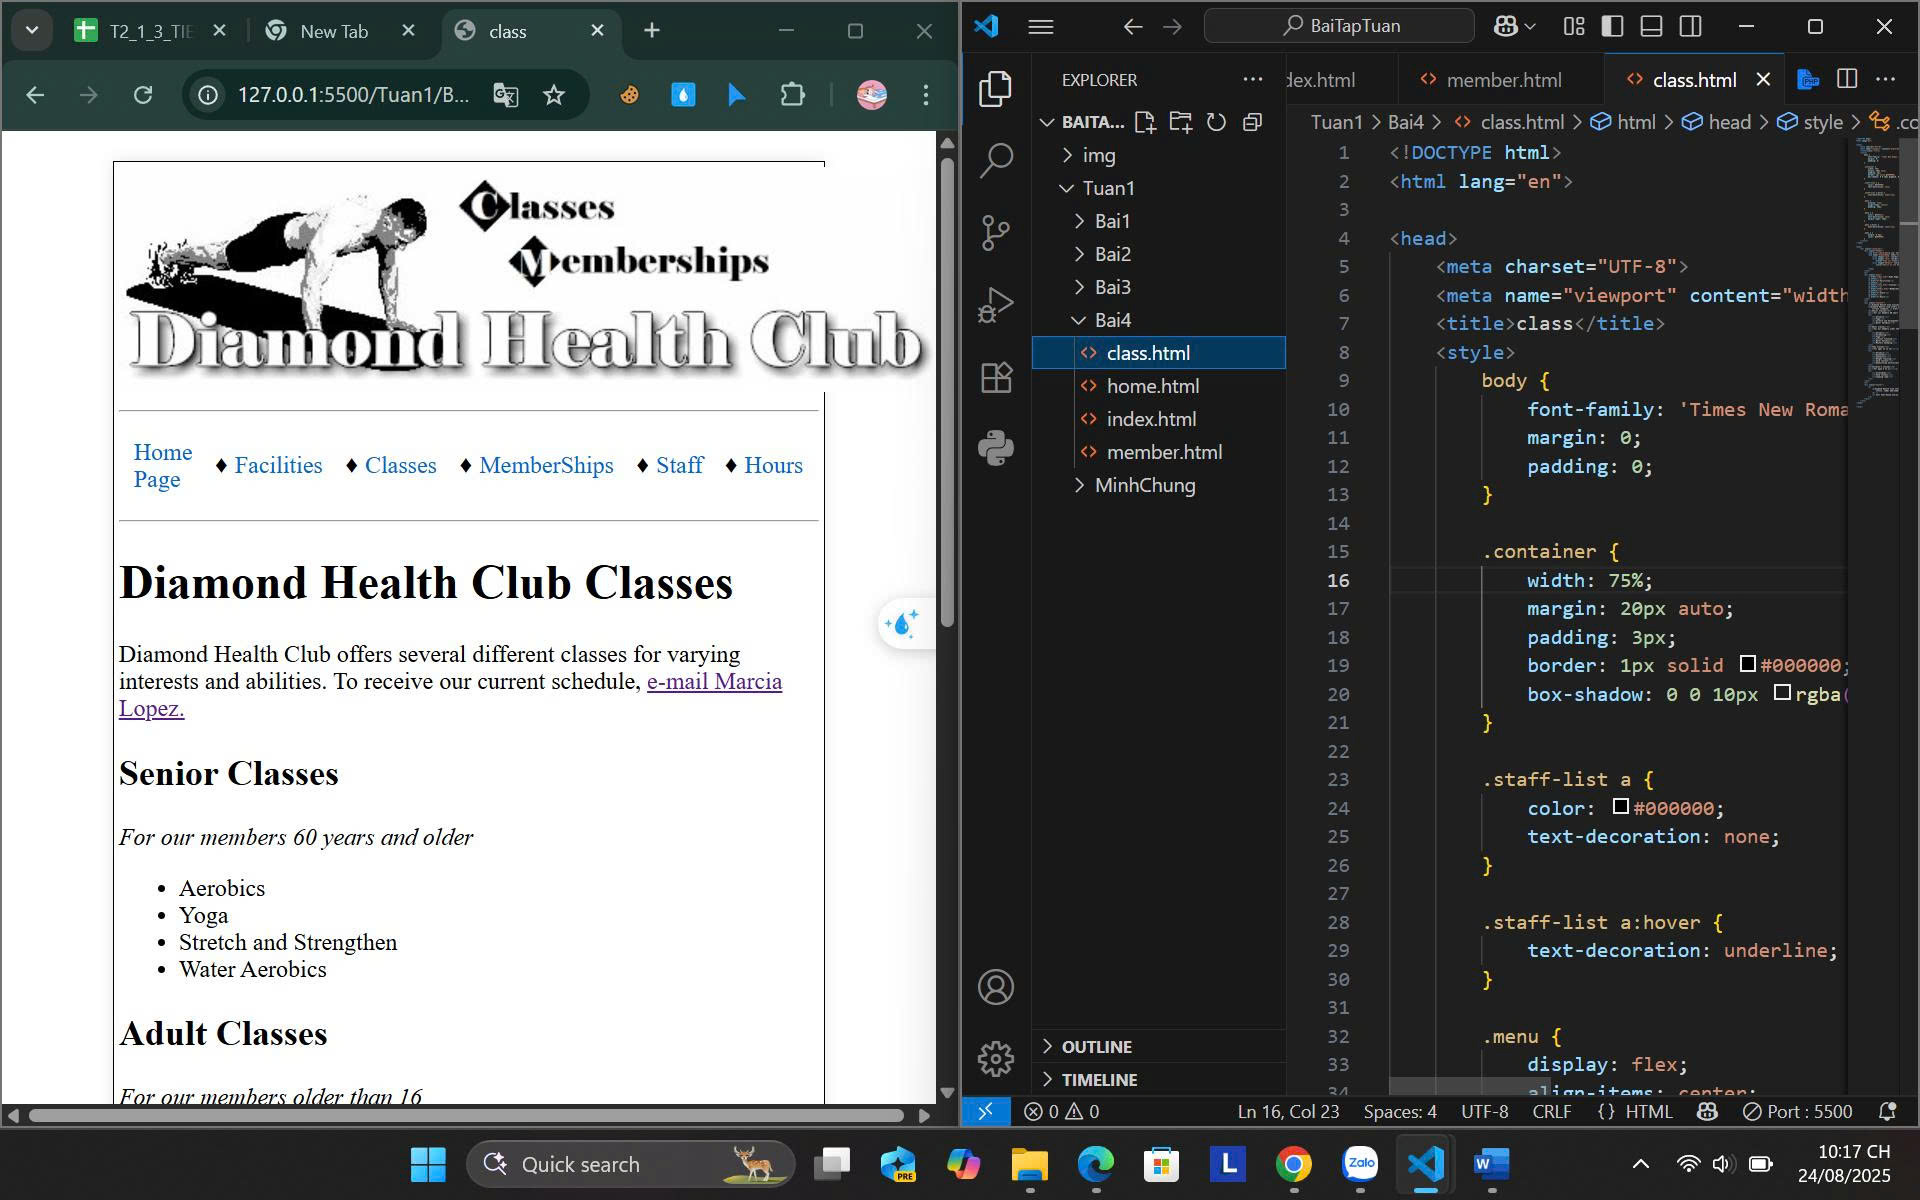 T2_1_3_TIE
New Tab
class
127.0.0.1:5500/Tuan1/B...
Classes
Memberships
Diamond Health Club
Home Page
♦ Facilities
♦ Classes
♦ MemberShips
♦ Staff
♦ Hours
Diamond Health Club Classes
Diamond Health Club offers several different classes for varying
interests and abilities. To receive our current schedule, e-mail Marcia
Lopez.
Senior Classes
For our members 60 years and older
• Aerobics
• Yoga
• Stretch and Strengthen
• Water Aerobics
Adult Classes
For our members older than 16
BaiTapTuan
EXPLORER
BAITA...
img
Tuan1
Bai1
Bai2
Bai3
Bai4
class.html
home.html
index.html
member.html
MinhChung
OUTLINE
TIMELINE
dex.html
member.html
class.html
Tuan1 > Bai4 > class.html > html > head > style > .co
1 <!DOCTYPE html>
2 <html lang="en">
3
4 <head>
5 <meta charset="UTF-8">
6 <meta name="viewport" content="width
7 <title>class</title>
8 <style>
9 body {
10 font-family: 'Times New Roma
11 margin: 0;
12 padding: 0;
13 }
14
15 .container {
16 width: 75%;
17 margin: 20px auto;
18 padding: 3px;
19 border: 1px solid #000000;
20 box-shadow: 0 0 10px rgba(
21 }
22
23 .staff-list a {
24 color: #000000;
25 text-decoration: none;
26 }
27
28 .staff-list a:hover {
29 text-decoration: underline;
30 }
31
32 .menu {
33 display: flex;
34 align-items: center;
0 0
Ln 16, Col 23
Spaces: 4
UTF-8
CRLF
{} HTML
Port : 5500
Quick search
PRE
L
Zalo
W
10:17 CH
24/08/2025